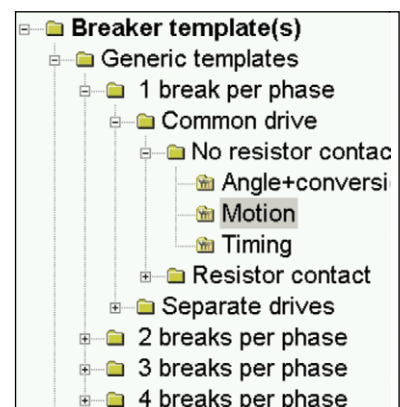 Breaker template(s)
Generic templates
1 break per phase
Common drive
No resistor contac
Angle+conversi
Motion
Timing
Resistor contact
Separate drives
2 breaks per phase
3 breaks per phase
4 breaks per phase